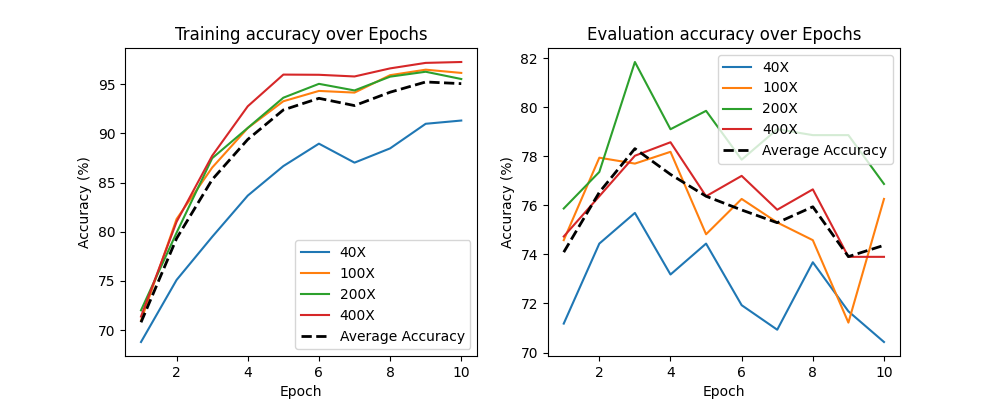 Training accuracy over Epochs
Accuracy (%)
95
90
85
80
75
70
2 4 6 8 10
Epoch
40X
100X
200X
400X
Average Accuracy
Evaluation accuracy over Epochs
Accuracy (%)
82
80
78
76
74
72
70
2 4 6 8 10
Epoch
40X
100X
200X
400X
Average Accuracy